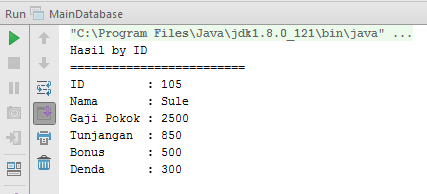 Run MainDatabase
"C:\Program Files\Java\jdk1.8.0_121\bin\java" ...
Hasil by ID
=========================
ID         : 105
Nama       : Sule
Gaji Pokok : 2500
Tunjangan  : 850
Bonus      : 500
Denda      : 300